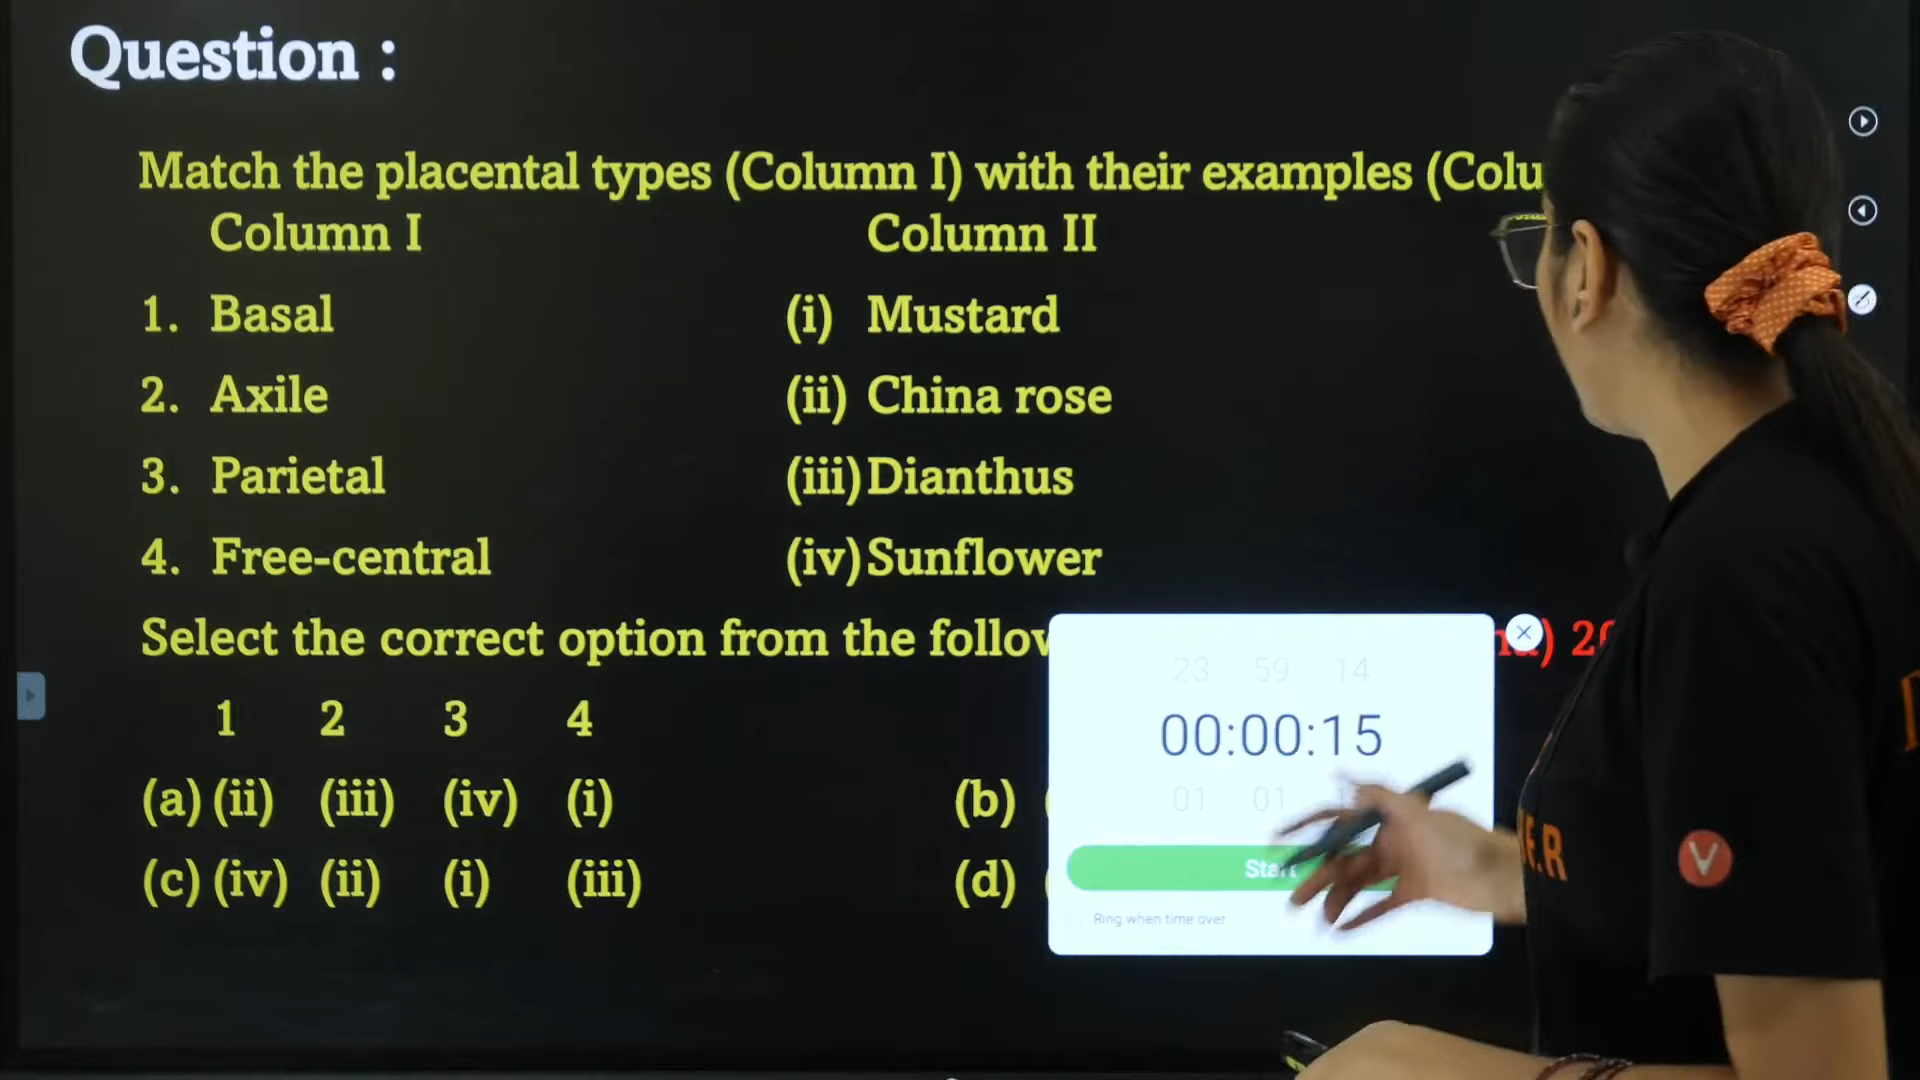 Question :
Match the placental types (Column I) with their examples
Column I Column II
1. Basal (i) Mustard
2. Axile (ii) China rose
3. Parietal (iii) Dianthus
4. Free-central (iv) Sunflower
Select the correct option from the
23 59 14
00:00:15
01 01
1 2 3 4
(a) (ii) (iii) (iv) (i) (b)
Start
(c) (iv) (ii) (i) (iii) (d)
Ring when time over
V